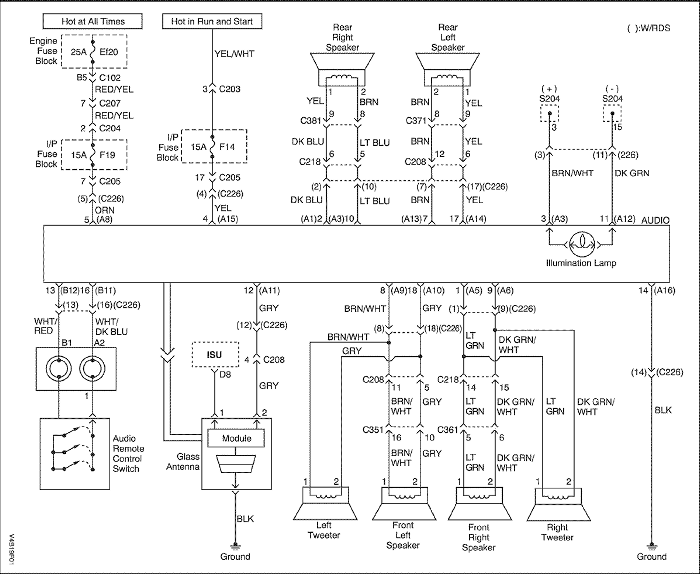 Hot at All Times
Hot in Run and Start
Rear
Right
Speaker
Rear
Left
Speaker
( ):W/RDS
Engine
Fuse
Block
25A Ef20
YEL/WHT
(+)
S204
(-)
S204
B5 C102
RED/YEL
3 C203
1 2
YEL BRN
2 1
BRN YEL
7 C207
RED/YEL
9 8
C381
8 9
C371
3
15
2 C204
DK BLU LT BLU
BRN YEL
I/P
Fuse
Block
15A F19
I/P
Fuse
Block
15A F14
6 5
C218
12 6
C208
(3) (11) (226)
7 C205
17 C205
BRN/WHT
DK GRN
(5) (C226)
(4) (C226)
(2) (10) (7) (17)(C226)
ORN
YEL
DK BLU LT BLU BRN YEL
5 (A8)
4 (A15)
(A1)2 (A3)10
(A13)7 17 (A14)
3 (A3) 11 (A12) AUDIO
Illumination Lamp
13 (B12)16 (B11)
12 (A11)
8 (A9)18 (A10)
1 (A5) 9 (A6)
14 (A16)
(13) (16)(C226)
GRY
BRN/WHT GRY
(1) (9)(C226)
WHT/
RED
WHT/
DK BLU
(12) (C226)
(8) (18)(C226)
BRN/WHT
LT
GRN
DK GRN/
WHT
B1 A2
ISU
4 C208
GRY
D8
GRY
C208
11 5
C218
14 15
(14) (C226)
1
1 2
BRN/
WHT
GRY
LT
GRN
DK GRN/
WHT
LT
GRN
DK GRN/
WHT
BLK
Audio
Remote
Control
Switch
Module
Glass
Antenna
C351
16 10
C361
5 6
BRN/
WHT
GRY
LT
GRN
DK GRN/
WHT
1 2
1 2
1 2
1 2
BLK
Left
Tweeter
Front
Left
Speaker
Front
Right
Speaker
Right
Tweeter
Ground
Ground